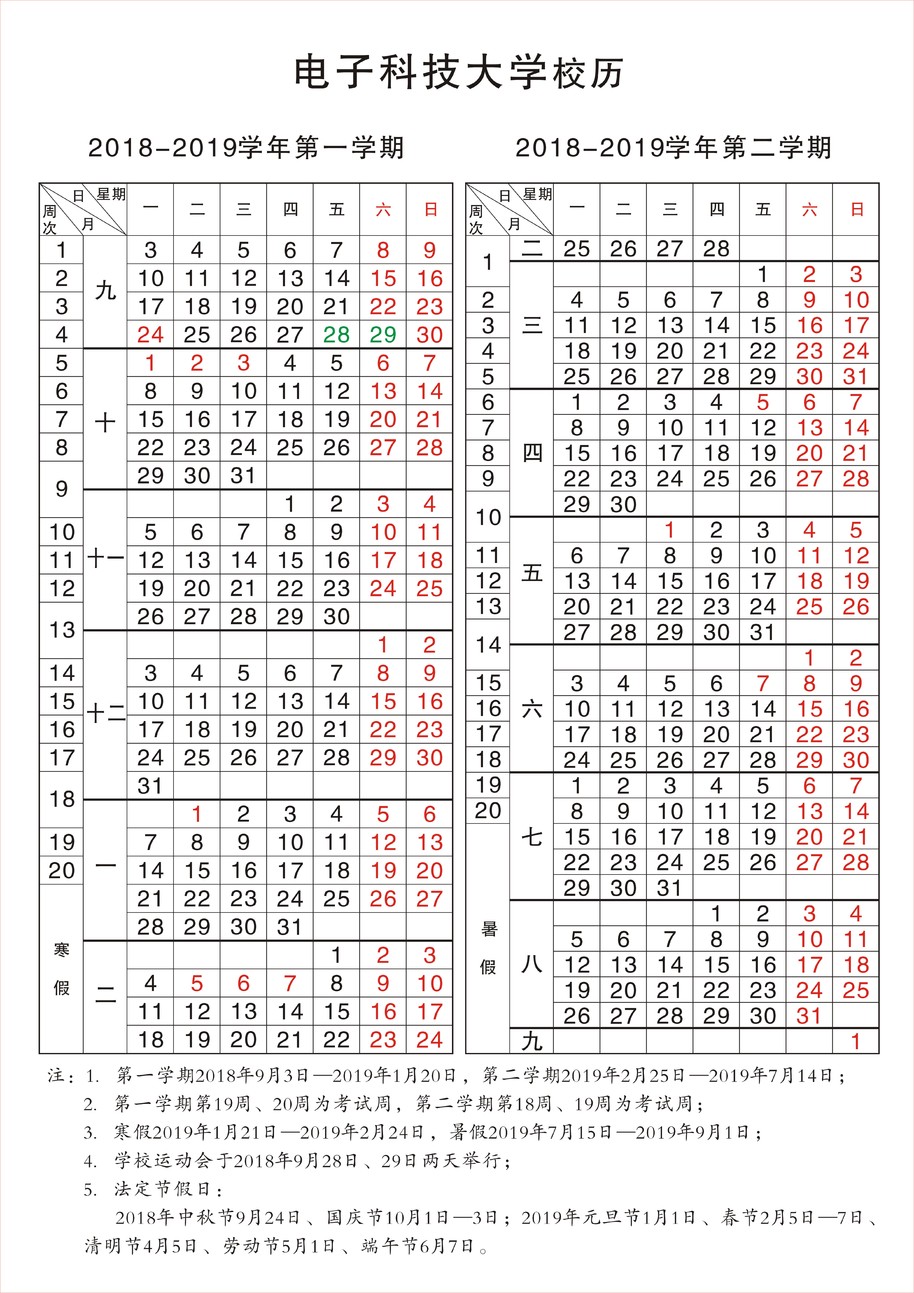 电子科技大学校历
2018-2019学年第一学期
周次 日 月 星期 一 二 三 四 五 六 日
1 九 3 4 5 6 7 8 9
2 10 11 12 13 14 15 16
3 17 18 19 20 21 22 23
4 24 25 26 27 28 29 30
5 十 1 2 3 4 5 6 7
6 8 9 10 11 12 13 14
7 15 16 17 18 19 20 21
8 22 23 24 25 26 27 28
9 29 30 31
十一 1 2 3 4
10 5 6 7 8 9 10 11
11 12 13 14 15 16 17 18
12 19 20 21 22 23 24 25
13 26 27 28 29 30
十二 1 2
14 3 4 5 6 7 8 9
15 10 11 12 13 14 15 16
16 17 18 19 20 21 22 23
17 24 25 26 27 28 29 30
18 31
一 1 2 3 4 5 6
19 7 8 9 10 11 12 13
20 14 15 16 17 18 19 20
寒假 21 22 23 24 25 26 27
28 29 30 31
二 1 2 3
4 5 6 7 8 9 10
11 12 13 14 15 16 17
18 19 20 21 22 23 24
2018-2019学年第二学期
周次 日 月 星期 一 二 三 四 五 六 日
1 二 25 26 27 28
三 1 2 3
2 4 5 6 7 8 9 10
3 11 12 13 14 15 16 17
4 18 19 20 21 22 23 24
5 25 26 27 28 29 30 31
6 四 1 2 3 4 5 6 7
7 8 9 10 11 12 13 14
8 15 16 17 18 19 20 21
9 22 23 24 25 26 27 28
10 29 30
五 1 2 3 4 5
11 6 7 8 9 10 11 12
12 13 14 15 16 17 18 19
13 20 21 22 23 24 25 26
14 27 28 29 30 31
六 1 2
15 3 4 5 6 7 8 9
16 10 11 12 13 14 15 16
17 17 18 19 20 21 22 23
18 24 25 26 27 28 29 30
19 七 1 2 3 4 5 6 7
20 8 9 10 11 12 13 14
暑假 15 16 17 18 19 20 21
22 23 24 25 26 27 28
29 30 31
八 1 2 3 4
5 6 7 8 9 10 11
12 13 14 15 16 17 18
19 20 21 22 23 24 25
26 27 28 29 30 31
九 1
注：1. 第一学期2018年9月3日—2019年1月20日，第二学期2019年2月25日—2019年7月14日；
2. 第一学期第19周、20周为考试周，第二学期第18周、19周为考试周；
3. 寒假2019年1月21日—2019年2月24日，暑假2019年7月15日—2019年9月1日；
4. 学校运动会于2018年9月28日、29日两天举行；
5. 法定节假日：
2018年中秋节9月24日、国庆节10月1日—3日；2019年元旦节1月1日、春节2月5日—7日、
清明节4月5日、劳动节5月1日、端午节6月7日。